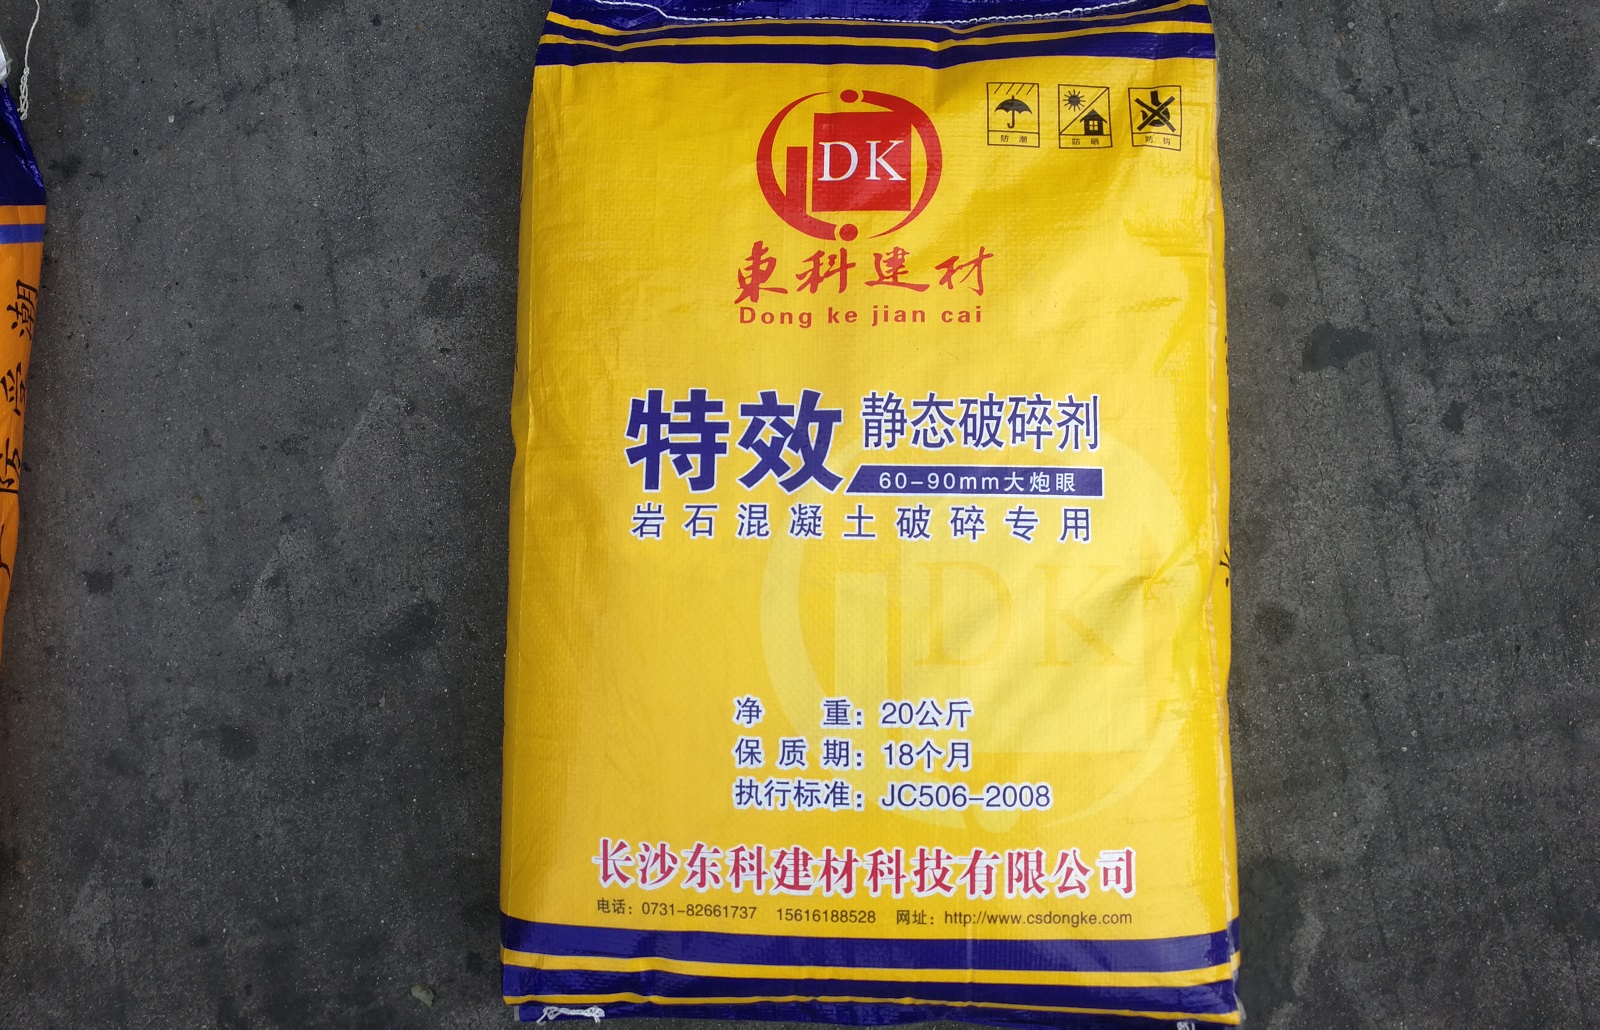 防潮
防晒
防钩
DK
東科建材
Dong ke jian cai
特效 静态破碎剂
60-90mm大炮眼
岩石混凝土破碎专用
DK
净重：20公斤
保质期：18个月
执行标准：JC506-2008
长沙东科建材科技有限公司
电话：0731-82661737 15616188528 网址：http://www.csdongke.com
潮
受
防